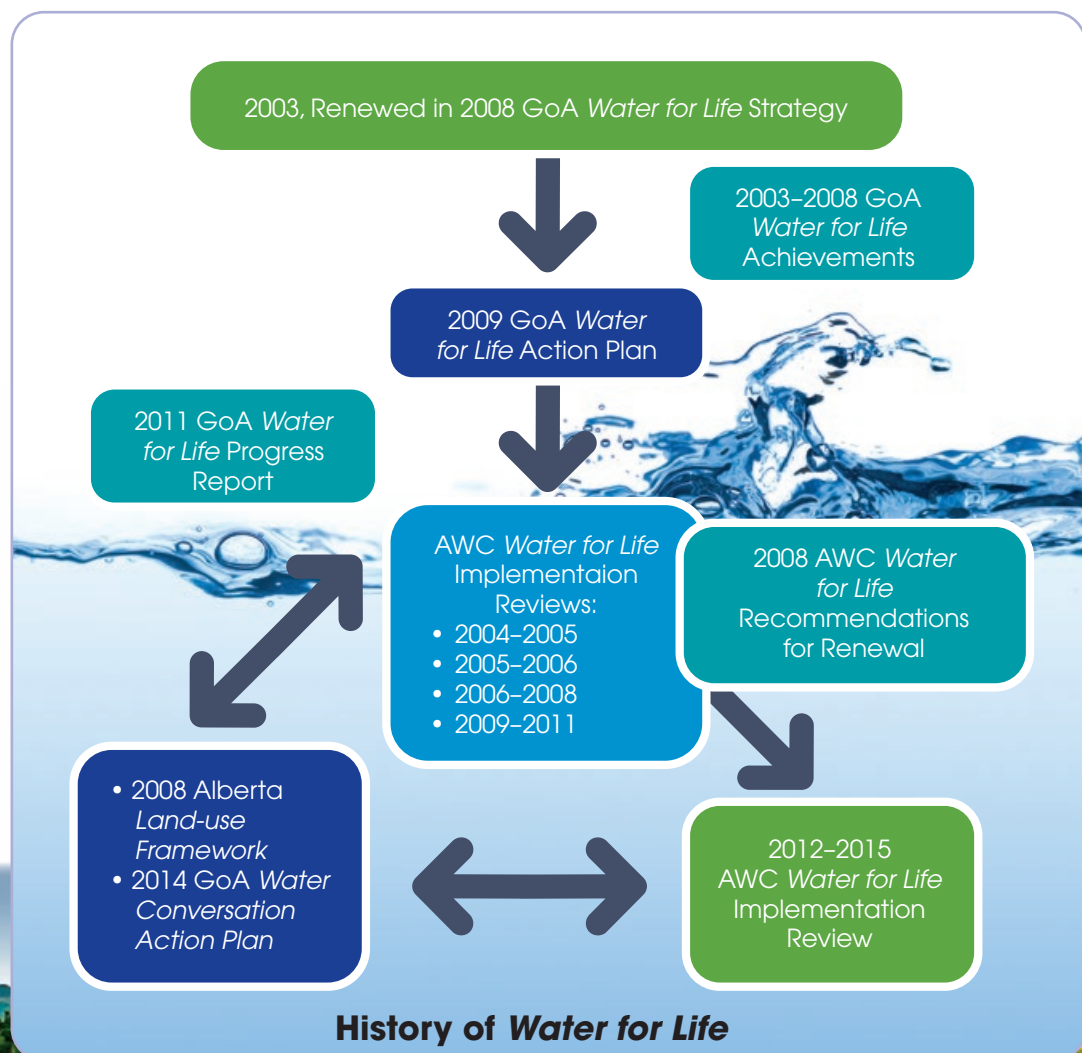 2003, Renewed in 2008 GoA Water for Life Strategy
2003–2008 GoA
Water for Life
Achievements
2009 GoA Water
for Life Action Plan
2011 GoA Water
for Life Progress
Report
AWC Water for Life
Implementaion
Reviews:
• 2004–2005
• 2005–2006
• 2006–2008
• 2009–2011
2008 AWC Water
for Life
Recommendations
for Renewal
• 2008 Alberta
Land-use
Framework
• 2014 GoA Water
Conversation
Action Plan
2012–2015
AWC Water for Life
Implementation
Review
History of Water for Life